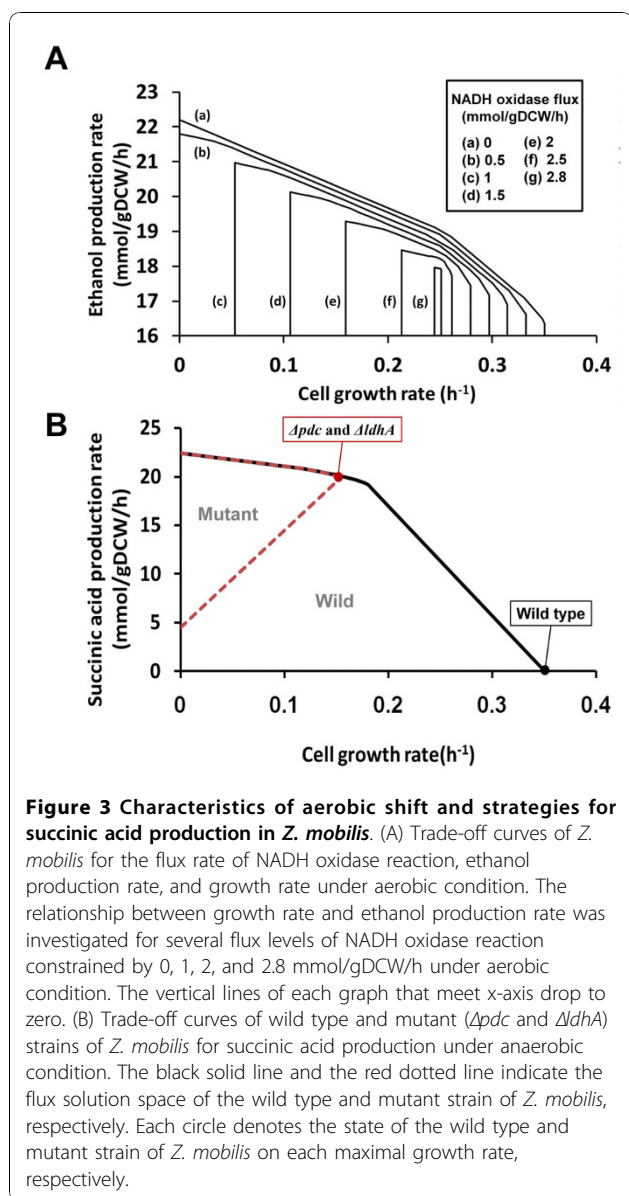 A
Ethanol production rate
(mmol/gDCW/h)
23
22
21
20
19
18
17
16
(a)
(b)
(c)
(d)
(e)
(f)
(g)
NADH oxidase flux
(mmol/gDCW/h)
(a) 0 (e) 2
(b) 0.5 (f) 2.5
(c) 1 (g) 2.8
(d) 1.5
0 0.1 0.2 0.3 0.4
Cell growth rate (h-1)
B
Succinic acid production rate
(mmol/gDCW/h)
25
20
15
10
5
0
Δpdc and ΔldhA
Mutant
Wild
Wild type
0 0.1 0.2 0.3 0.4
Cell growth rate(h-1)
Figure 3 Characteristics of aerobic shift and strategies for
succinic acid production in Z. mobilis. (A) Trade-off curves of Z.
mobilis for the flux rate of NADH oxidase reaction, ethanol
production rate, and growth rate under aerobic condition. The
relationship between growth rate and ethanol production rate was
investigated for several flux levels of NADH oxidase reaction
constrained by 0, 1, 2, and 2.8 mmol/gDCW/h under aerobic
condition. The vertical lines of each graph that meet x-axis drop to
zero. (B) Trade-off curves of wild type and mutant (Δpdc and ΔldhA)
strains of Z. mobilis for succinic acid production under anaerobic
condition. The black solid line and the red dotted line indicate the
flux solution space of the wild type and mutant strain of Z. mobilis,
respectively. Each circle denotes the state of the wild type and
mutant strain of Z. mobilis on each maximal growth rate,
respectively.